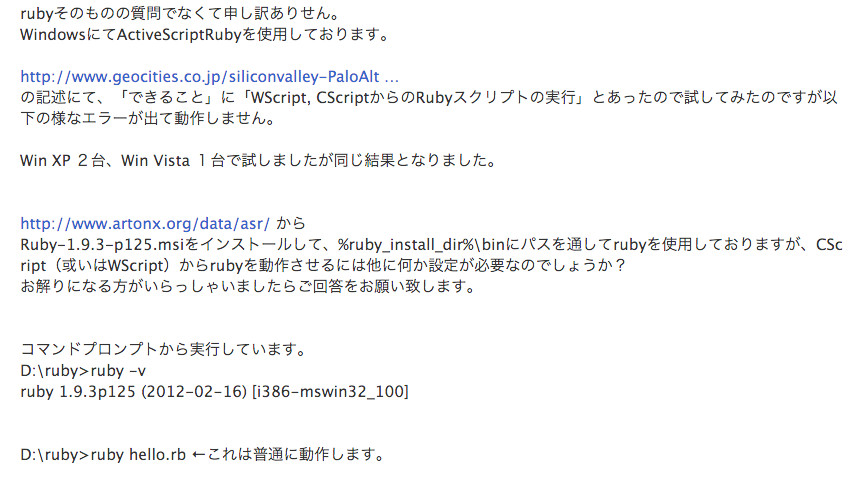 rubyそのものの質問でなくて申し訳ありせん。
WindowsにてActiveScriptRubyを使用しております。
http://www.geocities.co.jp/siliconvalley-PaloAlt ...
の記述にて、「できること」に「WScript, CScriptからのRubyスクリプトの実行」とあったので試してみたのですが以
下の様なエラーが出て動作しません。
Win XP ２台、Win Vista １台で試しましたが同じ結果となりました。
http://www.artonx.org/data/asr/ から
Ruby-1.9.3-p125.msiをインストールして、%ruby_install_dir%\binにパスを通してrubyを使用しておりますが、CSc
ript（或いはWScript）からrubyを動作させるには他に何か設定が必要なのでしょうか？
お解りになる方がいらっしゃいましたらご回答をお願い致します。
コマンドプロンプトから実行しています。
D:\ruby>ruby -v
ruby 1.9.3p125 (2012-02-16) [i386-mswin32_100]
D:\ruby>ruby hello.rb ←これは普通に動作します。